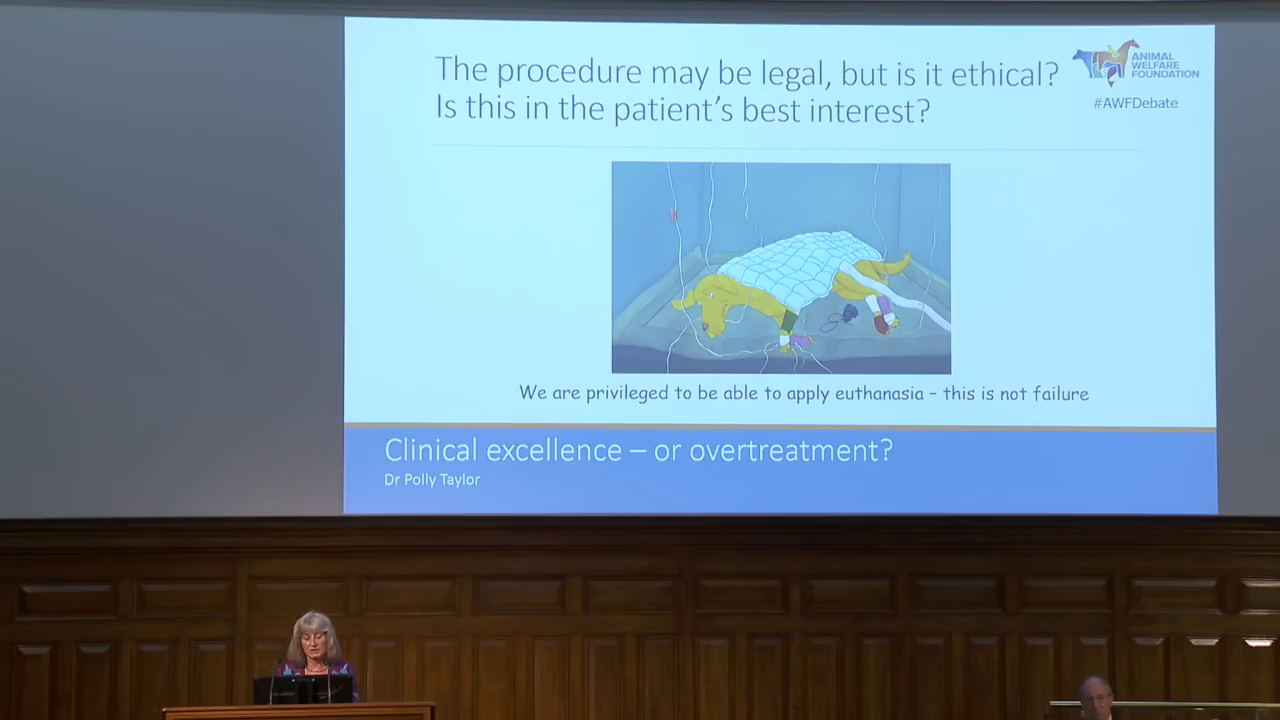 The procedure may be legal, but is it ethical?
Is this in the patient's best interest?
ANIMAL
WELFARE
FOUNDATION
#AWFDebate
We are privileged to be able to apply euthanasia – this is not failure
Clinical excellence – or overtreatment?
Dr Polly Taylor